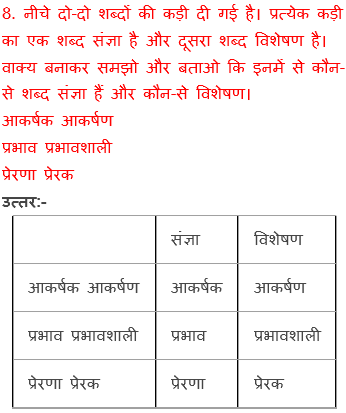 8. नीचे दो-दो शब्दों की कड़ी दी गई है। प्रत्येक कड़ी
का एक शब्द संज्ञा है और दूसरा शब्द विशेषण है।
वाक्य बनाकर समझो और बताओ कि इनमें से कौन-
से शब्द संज्ञा हैं और कौन-से विशेषण।
आकर्षक आकर्षण
प्रभाव प्रभावशाली
प्रेरणा प्रेरक
उत्तर:-
संज्ञा विशेषण
आकर्षक आकर्षण आकर्षक आकर्षण
प्रभाव प्रभावशाली प्रभाव प्रभावशाली
प्रेरणा प्रेरक प्रेरणा प्रेरक